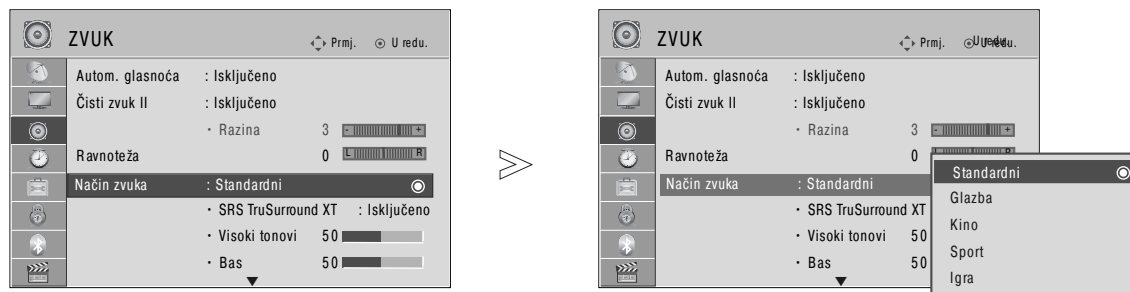 ZVUK Prmj. U redu.
Autom. glasnoća : Isključeno
Čisti zvuk II : Isključeno
• Razina 3 - +
Ravnoteža 0 L R
Način zvuka : Standardni
• SRS TruSurround XT : Isključeno
• Visoki tonovi 50
• Bas 50
>
ZVUK Prmj. U redu.
Autom. glasnoća : Isključeno
Čisti zvuk II : Isključeno
• Razina 3 - +
Ravnoteža 0 L R
Način zvuka : Standardni
• SRS TruSurround XT
• Visoki tonovi 50
• Bas 50
Standardni
Glazba
Kino
Sport
Igra